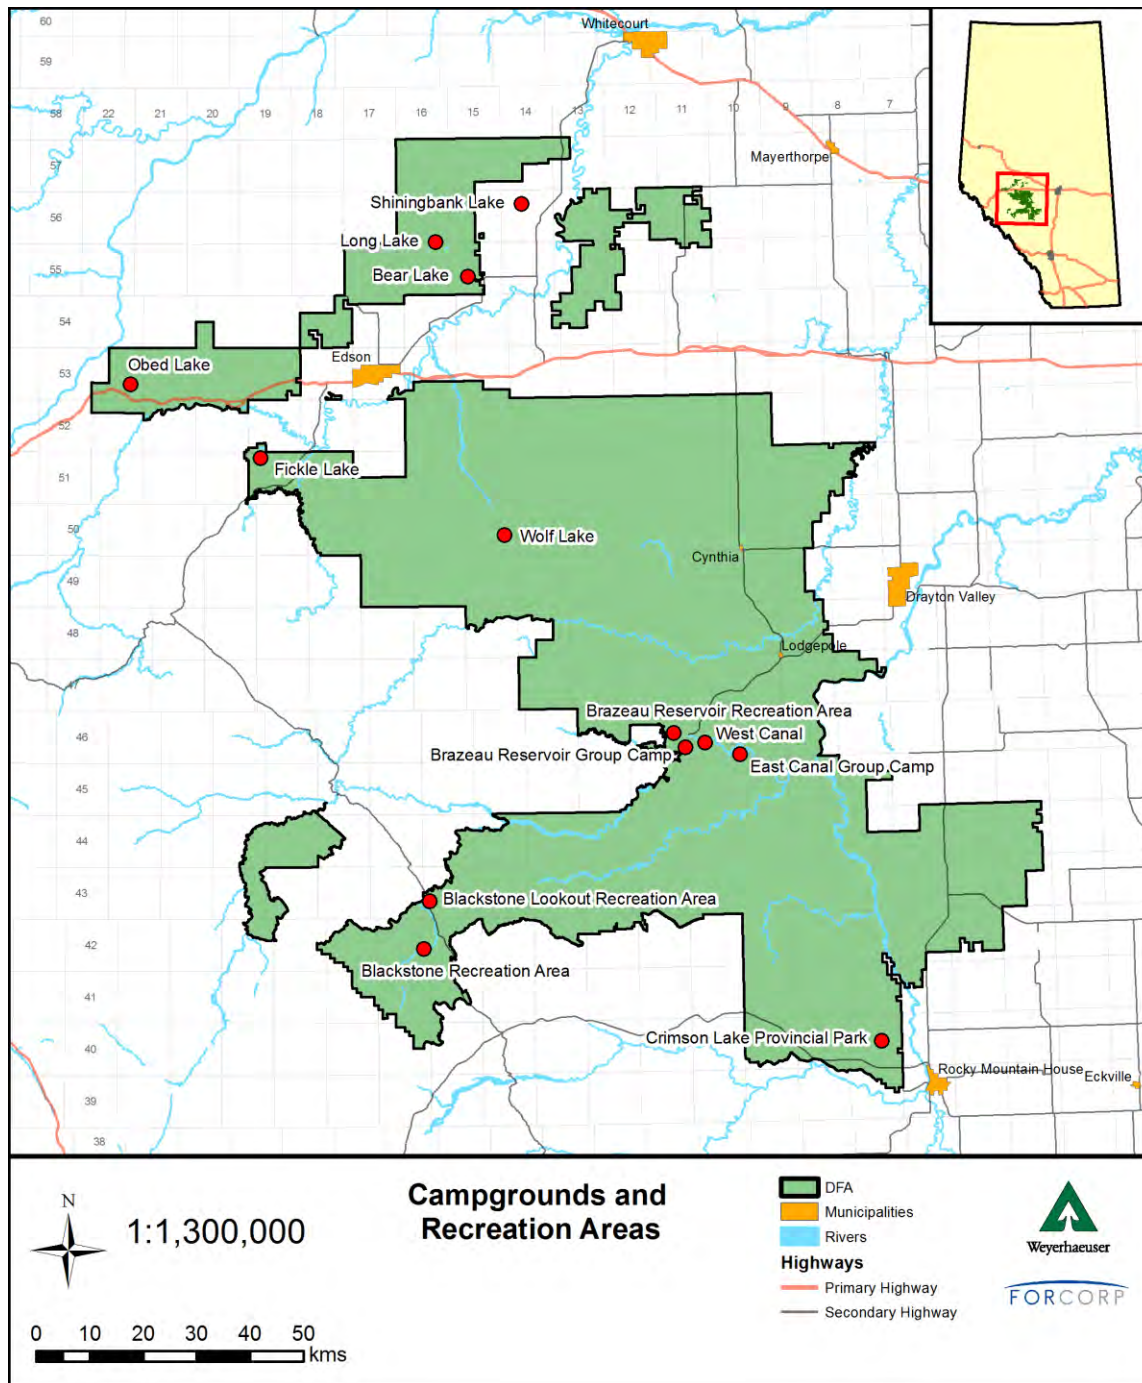 60
Whitecourt
59
58
22
21
20
19
18
17
16
15
14
13
12
11
10
9
8
7
57
Mayerthorpe
56
Shiningbank Lake
Long Lake
55
Bear Lake
54
Edson
53
Obed Lake
52
Fickle Lake
51
50
Wolf Lake
Cynthia
49
Drayton Valley
48
Lodgepole
47
Brazeau Reservoir Recreation Area
46
West Canal
Brazeau Reservoir Group Camp
East Canal Group Camp
45
44
43
Blackstone Lookout Recreation Area
42
Blackstone Recreation Area
41
40
Crimson Lake Provincial Park
Rocky Mountain House
Eckville
39
38
N
1:1,300,000
0 10 20 30 40 50
kms
Campgrounds and
Recreation Areas
DFA
Municipalities
Rivers
Highways
Primary Highway
Secondary Highway
Weyerhaeuser
FORCORP